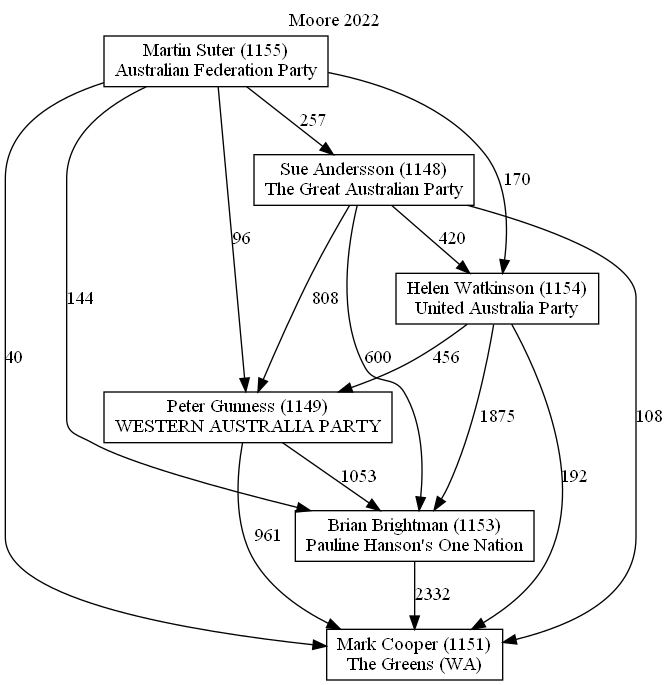 Moore 2022
Martin Suter (1155)
Australian Federation Party
257
Sue Andersson (1148)
The Great Australian Party
170
96
420
Helen Watkinson (1154)
United Australia Party
144
808
40
600
456
Peter Gunness (1149)
WESTERN AUSTRALIA PARTY
1875
108
1053
192
Brian Brightman (1153)
Pauline Hanson's One Nation
961
2332
Mark Cooper (1151)
The Greens (WA)